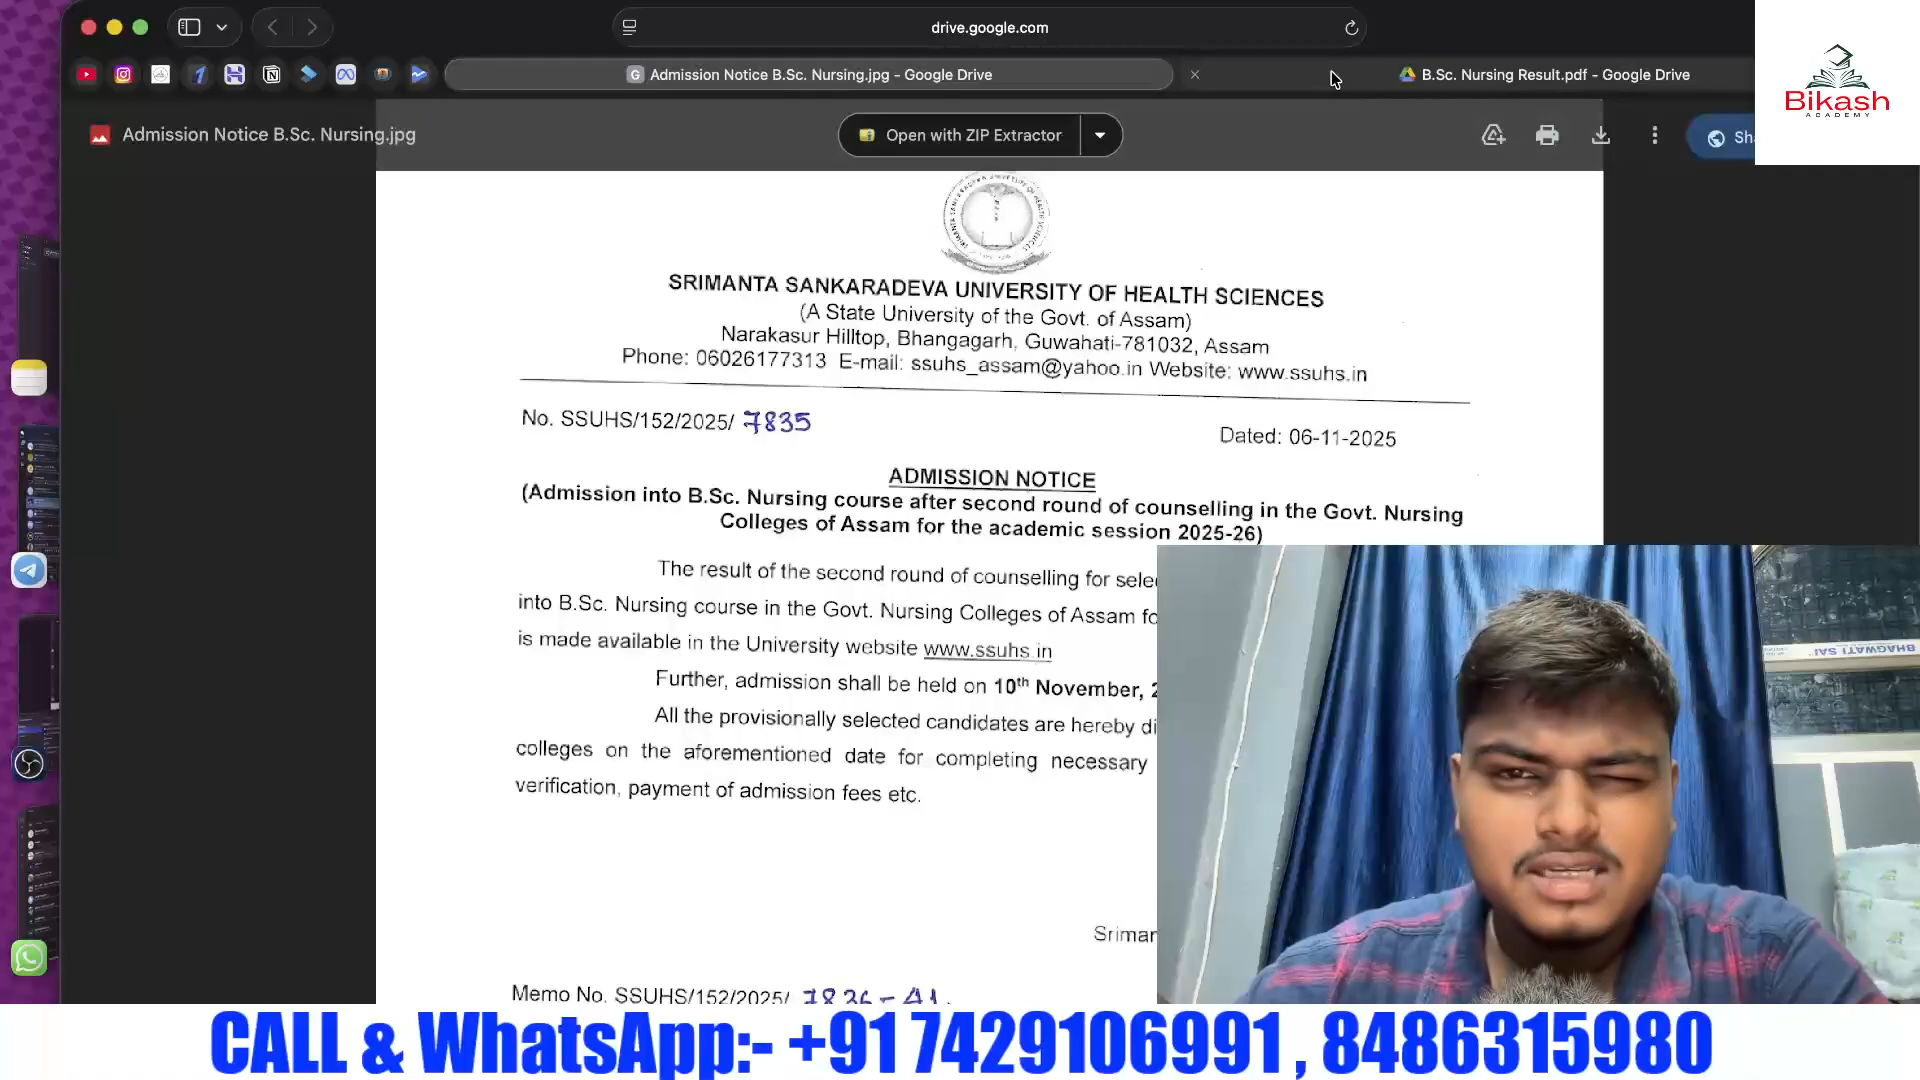 drive.google.com
Admission Notice B.Sc. Nursing.jpg - Google Drive
B.Sc. Nursing Result.pdf - Google Drive
Bikash
ACADEMY
Admission Notice B.Sc. Nursing.jpg
Open with ZIP Extractor
SRIMANTA SANKARADEVA UNIVERSITY OF HEALTH SCIENCES
(A State University of the Govt. of Assam)
Narakasur Hilltop, Bhangagarh, Guwahati-781032, Assam
Phone: 06026177313 E-mail: ssuhs_assam@yahoo.in Website: www.ssuhs.in
No. SSUHS/152/2025/ 7835
Dated: 06-11-2025
ADMISSION NOTICE
(Admission into B.Sc. Nursing course after second round of counselling in the Govt. Nursing
Colleges of Assam for the academic session 2025-26)
The result of the second round of counselling for sele
into B.Sc. Nursing course in the Govt. Nursing Colleges of Assam fo
is made available in the University website www.ssuhs.in
Further, admission shall be held on 10th November, 2
All the provisionally selected candidates are hereby di
colleges on the aforementioned date for completing necessary
verification, payment of admission fees etc.
Sriman
Memo No. SSUHS/152/2025/ 7836-41
BHAGWATI SAI
CALL & WhatsApp:- +91 7429106991 , 8486315980